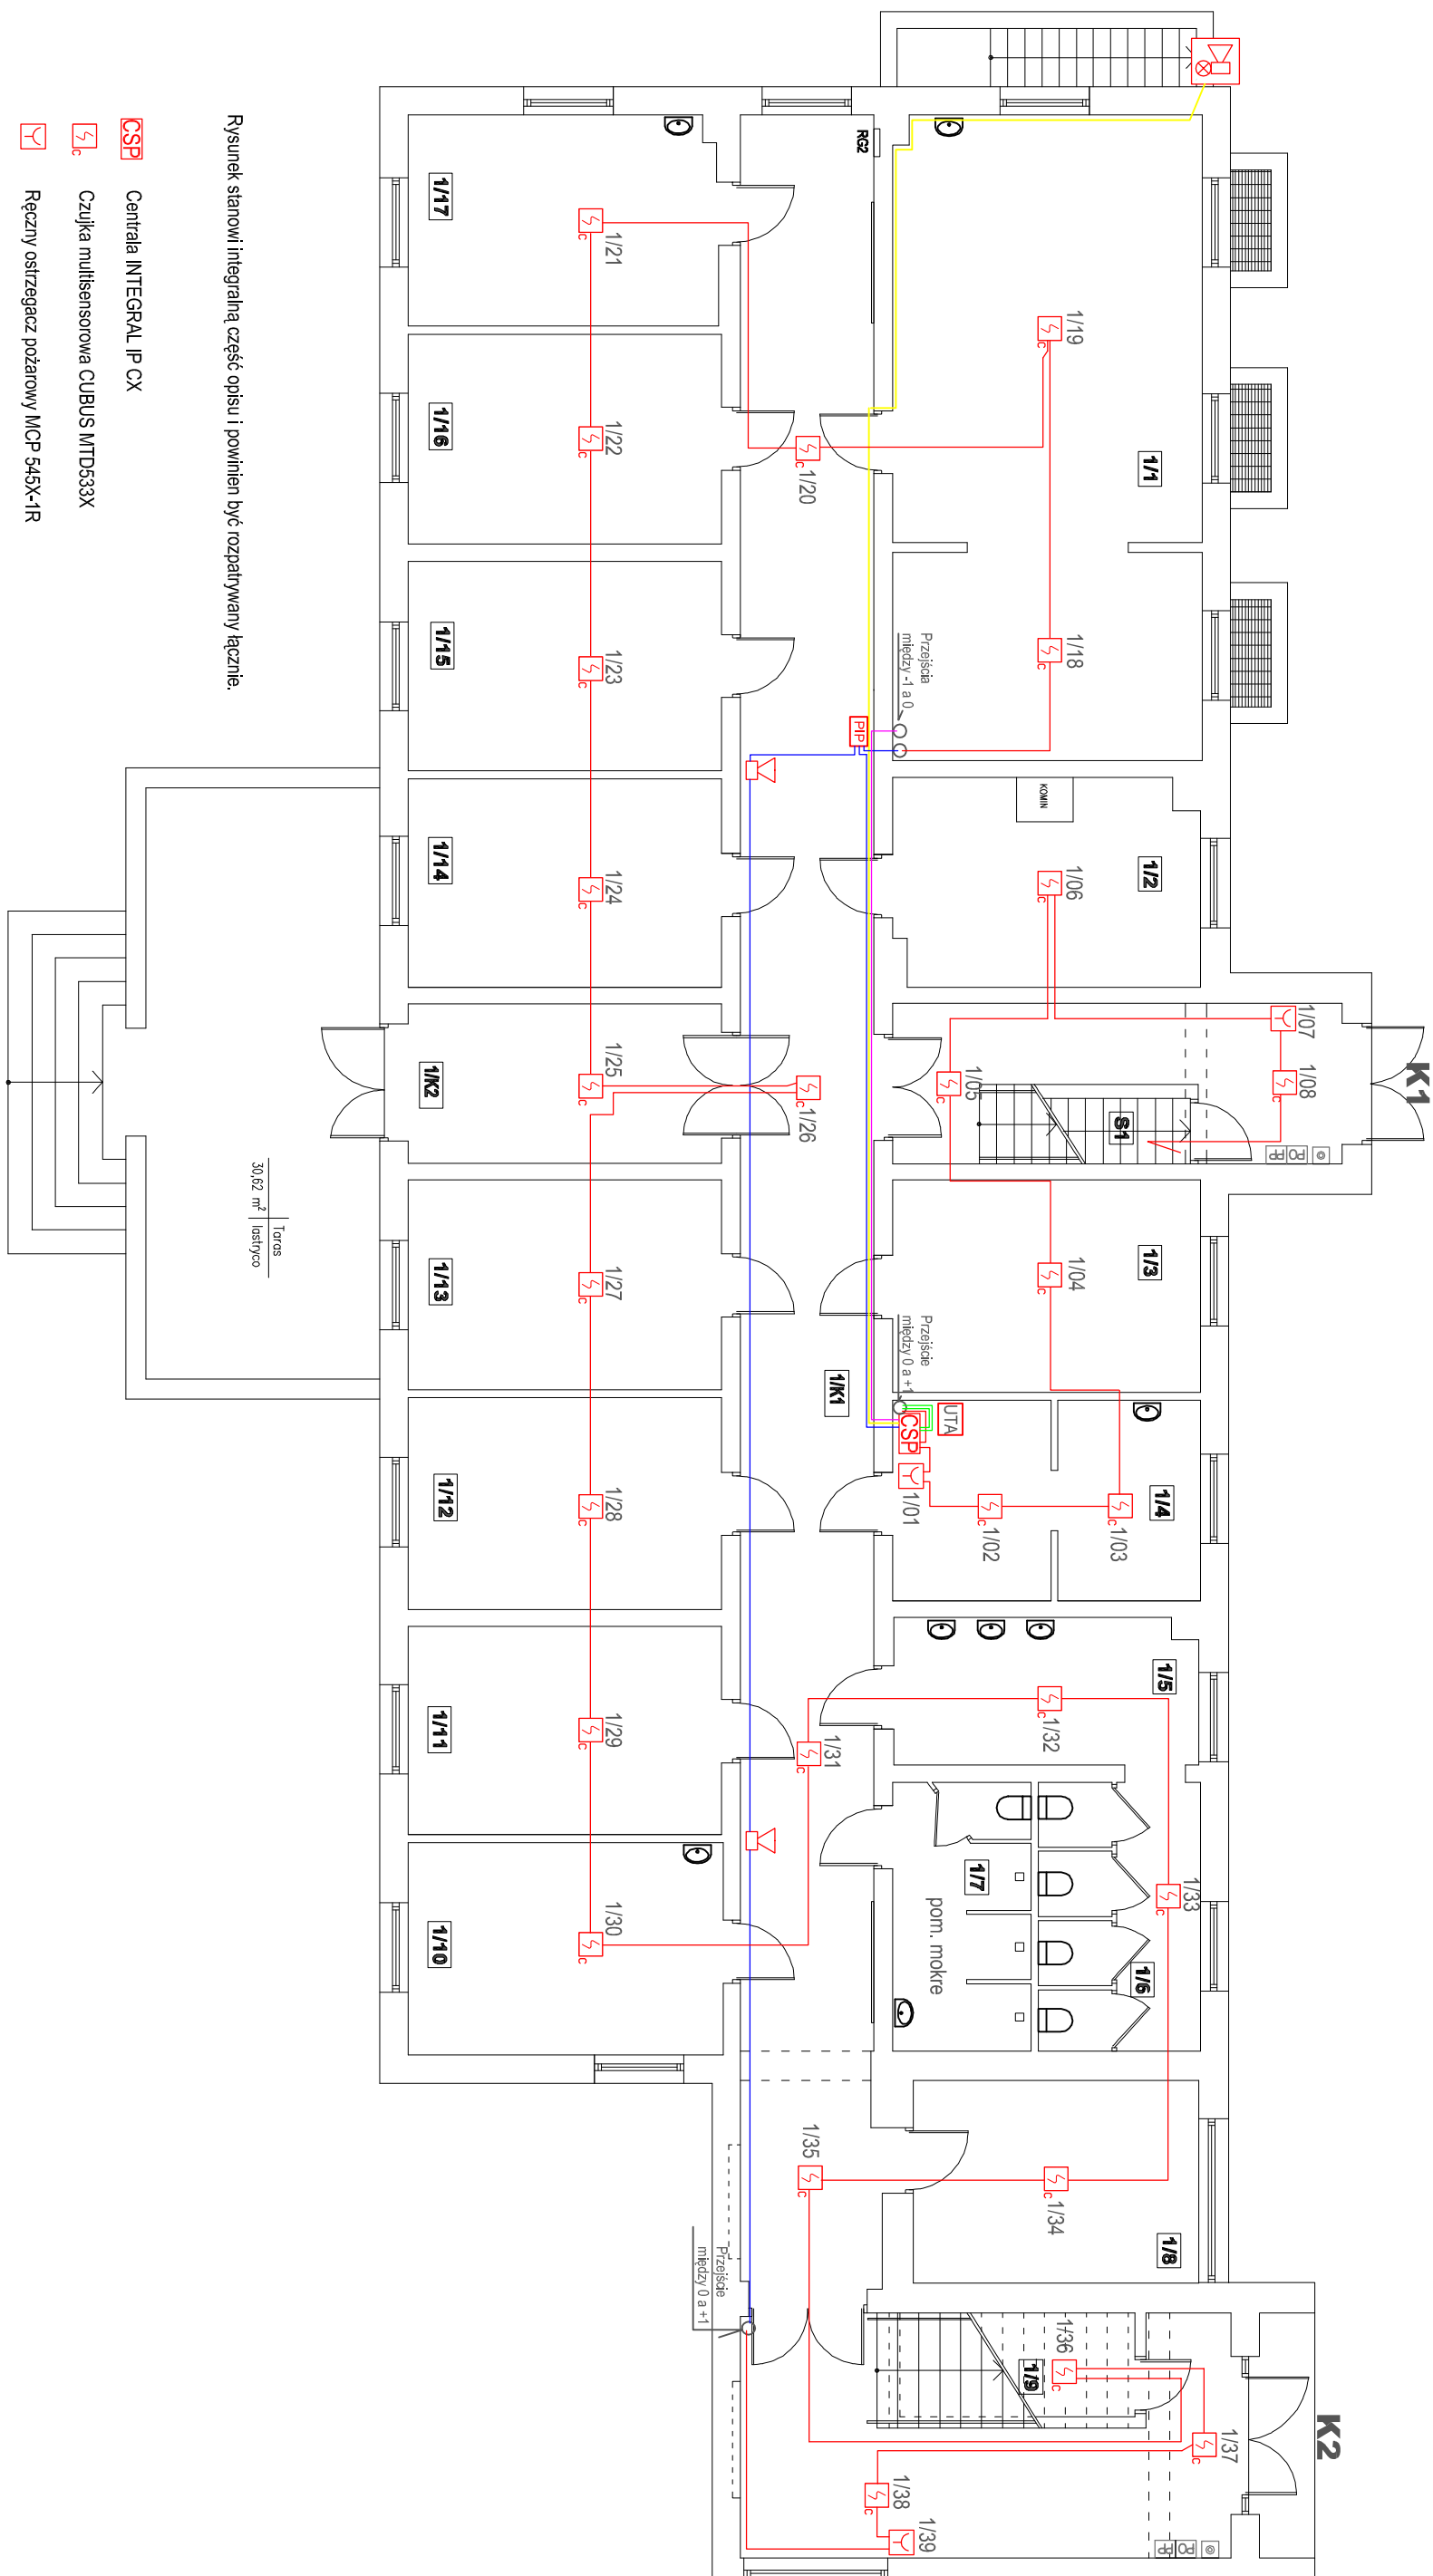 K1
K2
1/1
1/2
1/3
1/4
1/5
1/6
1/7
pom. mokre
1/8
1/9
S1
1/K1
1/K2
1/17
1/16
1/15
1/14
1/13
1/12
1/11
1/10
RG2
KOMIN
PIP
CSP
UTA
Przejścia
między -1 a 0
Przejście
między 0 a +1
Przejście
między 0 a +1
1/01
1/02
1/03
1/04
1/05
1/06
1/07
1/08
1/18
1/19
1/20
1/21
1/22
1/23
1/24
1/25
1/26
1/27
1/28
1/29
1/30
1/31
1/32
1/33
1/34
1/35
1/36
1/37
1/38
1/39
Taras
30,62 m²
lastryco
Rysunek stanowi integralną część opisu i powinien być rozpatrywany łącznie.
CSP Centrala INTEGRAL IP CX
C Czujka multisensorowa CUBUS MTD533X
Ręczny ostrzegacz pożarowy MCP 545X-1R